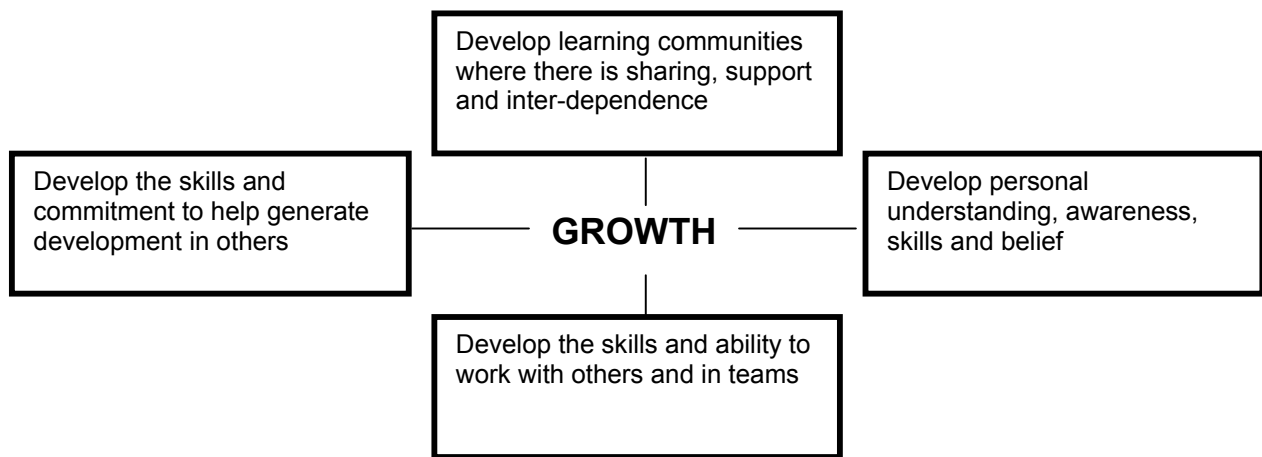 Develop learning communities
where there is sharing, support
and inter-dependence
Develop the skills and
commitment to help generate
development in others
GROWTH
Develop personal
understanding, awareness,
skills and belief
Develop the skills and ability to
work with others and in teams